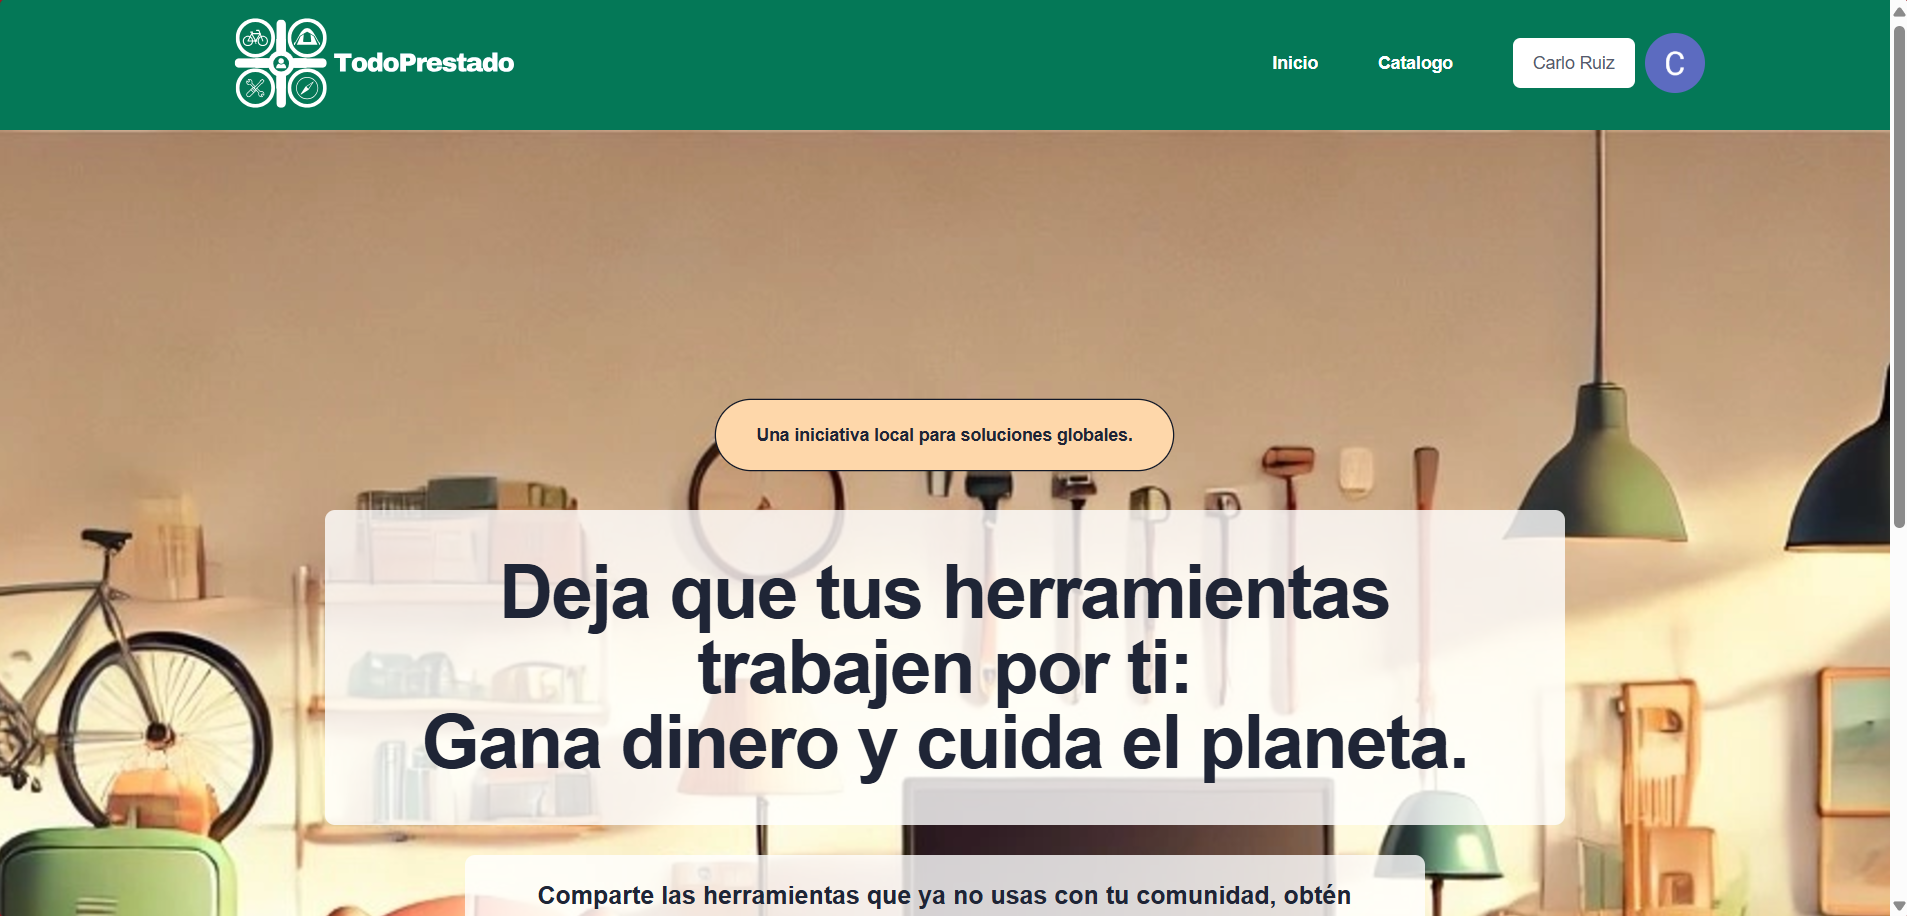 TodoPrestado
Inicio
Catalogo
Carlo Ruiz
C
Una iniciativa local para soluciones globales.
Deja que tus herramientas
trabajen por ti:
Gana dinero y cuida el planeta.
Comparte las herramientas que ya no usas con tu comunidad, obtén